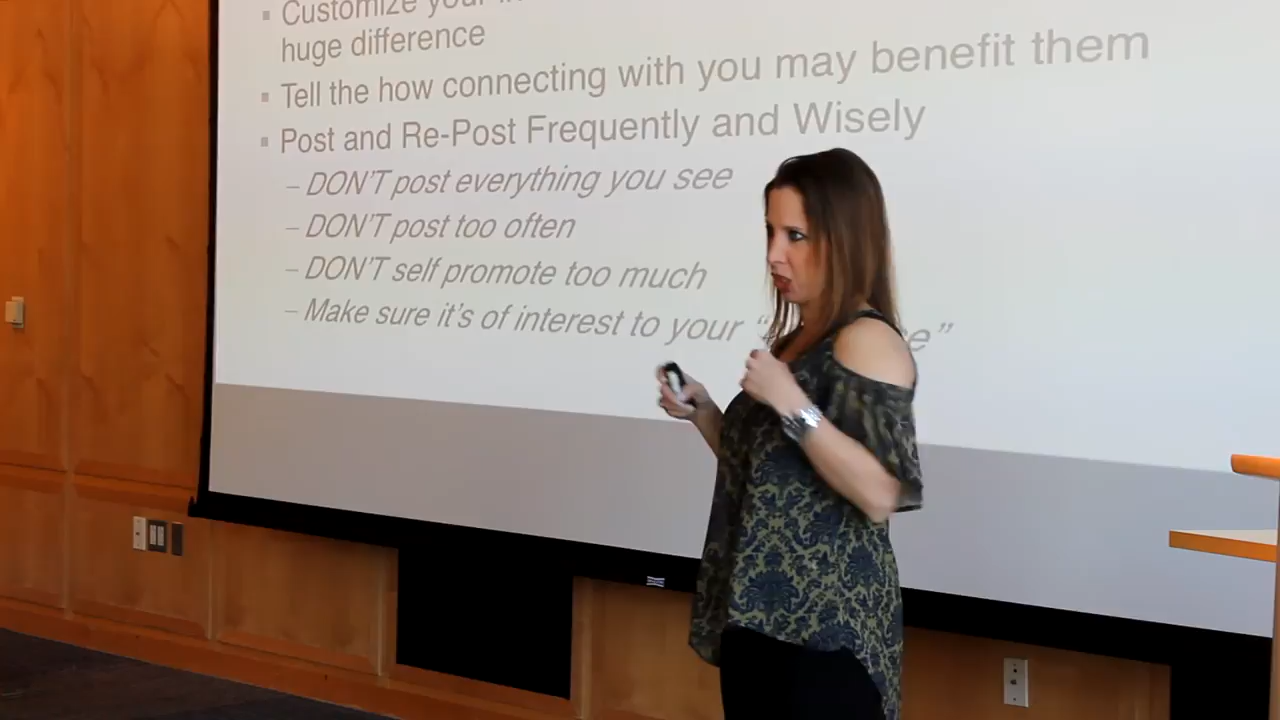 ▪ Customize your
huge difference
▪ Tell the how connecting with you may benefit them
▪ Post and Re-Post Frequently and Wisely
– DON'T post everything you see
– DON'T post too often
– DON'T self promote too much
– Make sure it's of interest to your "